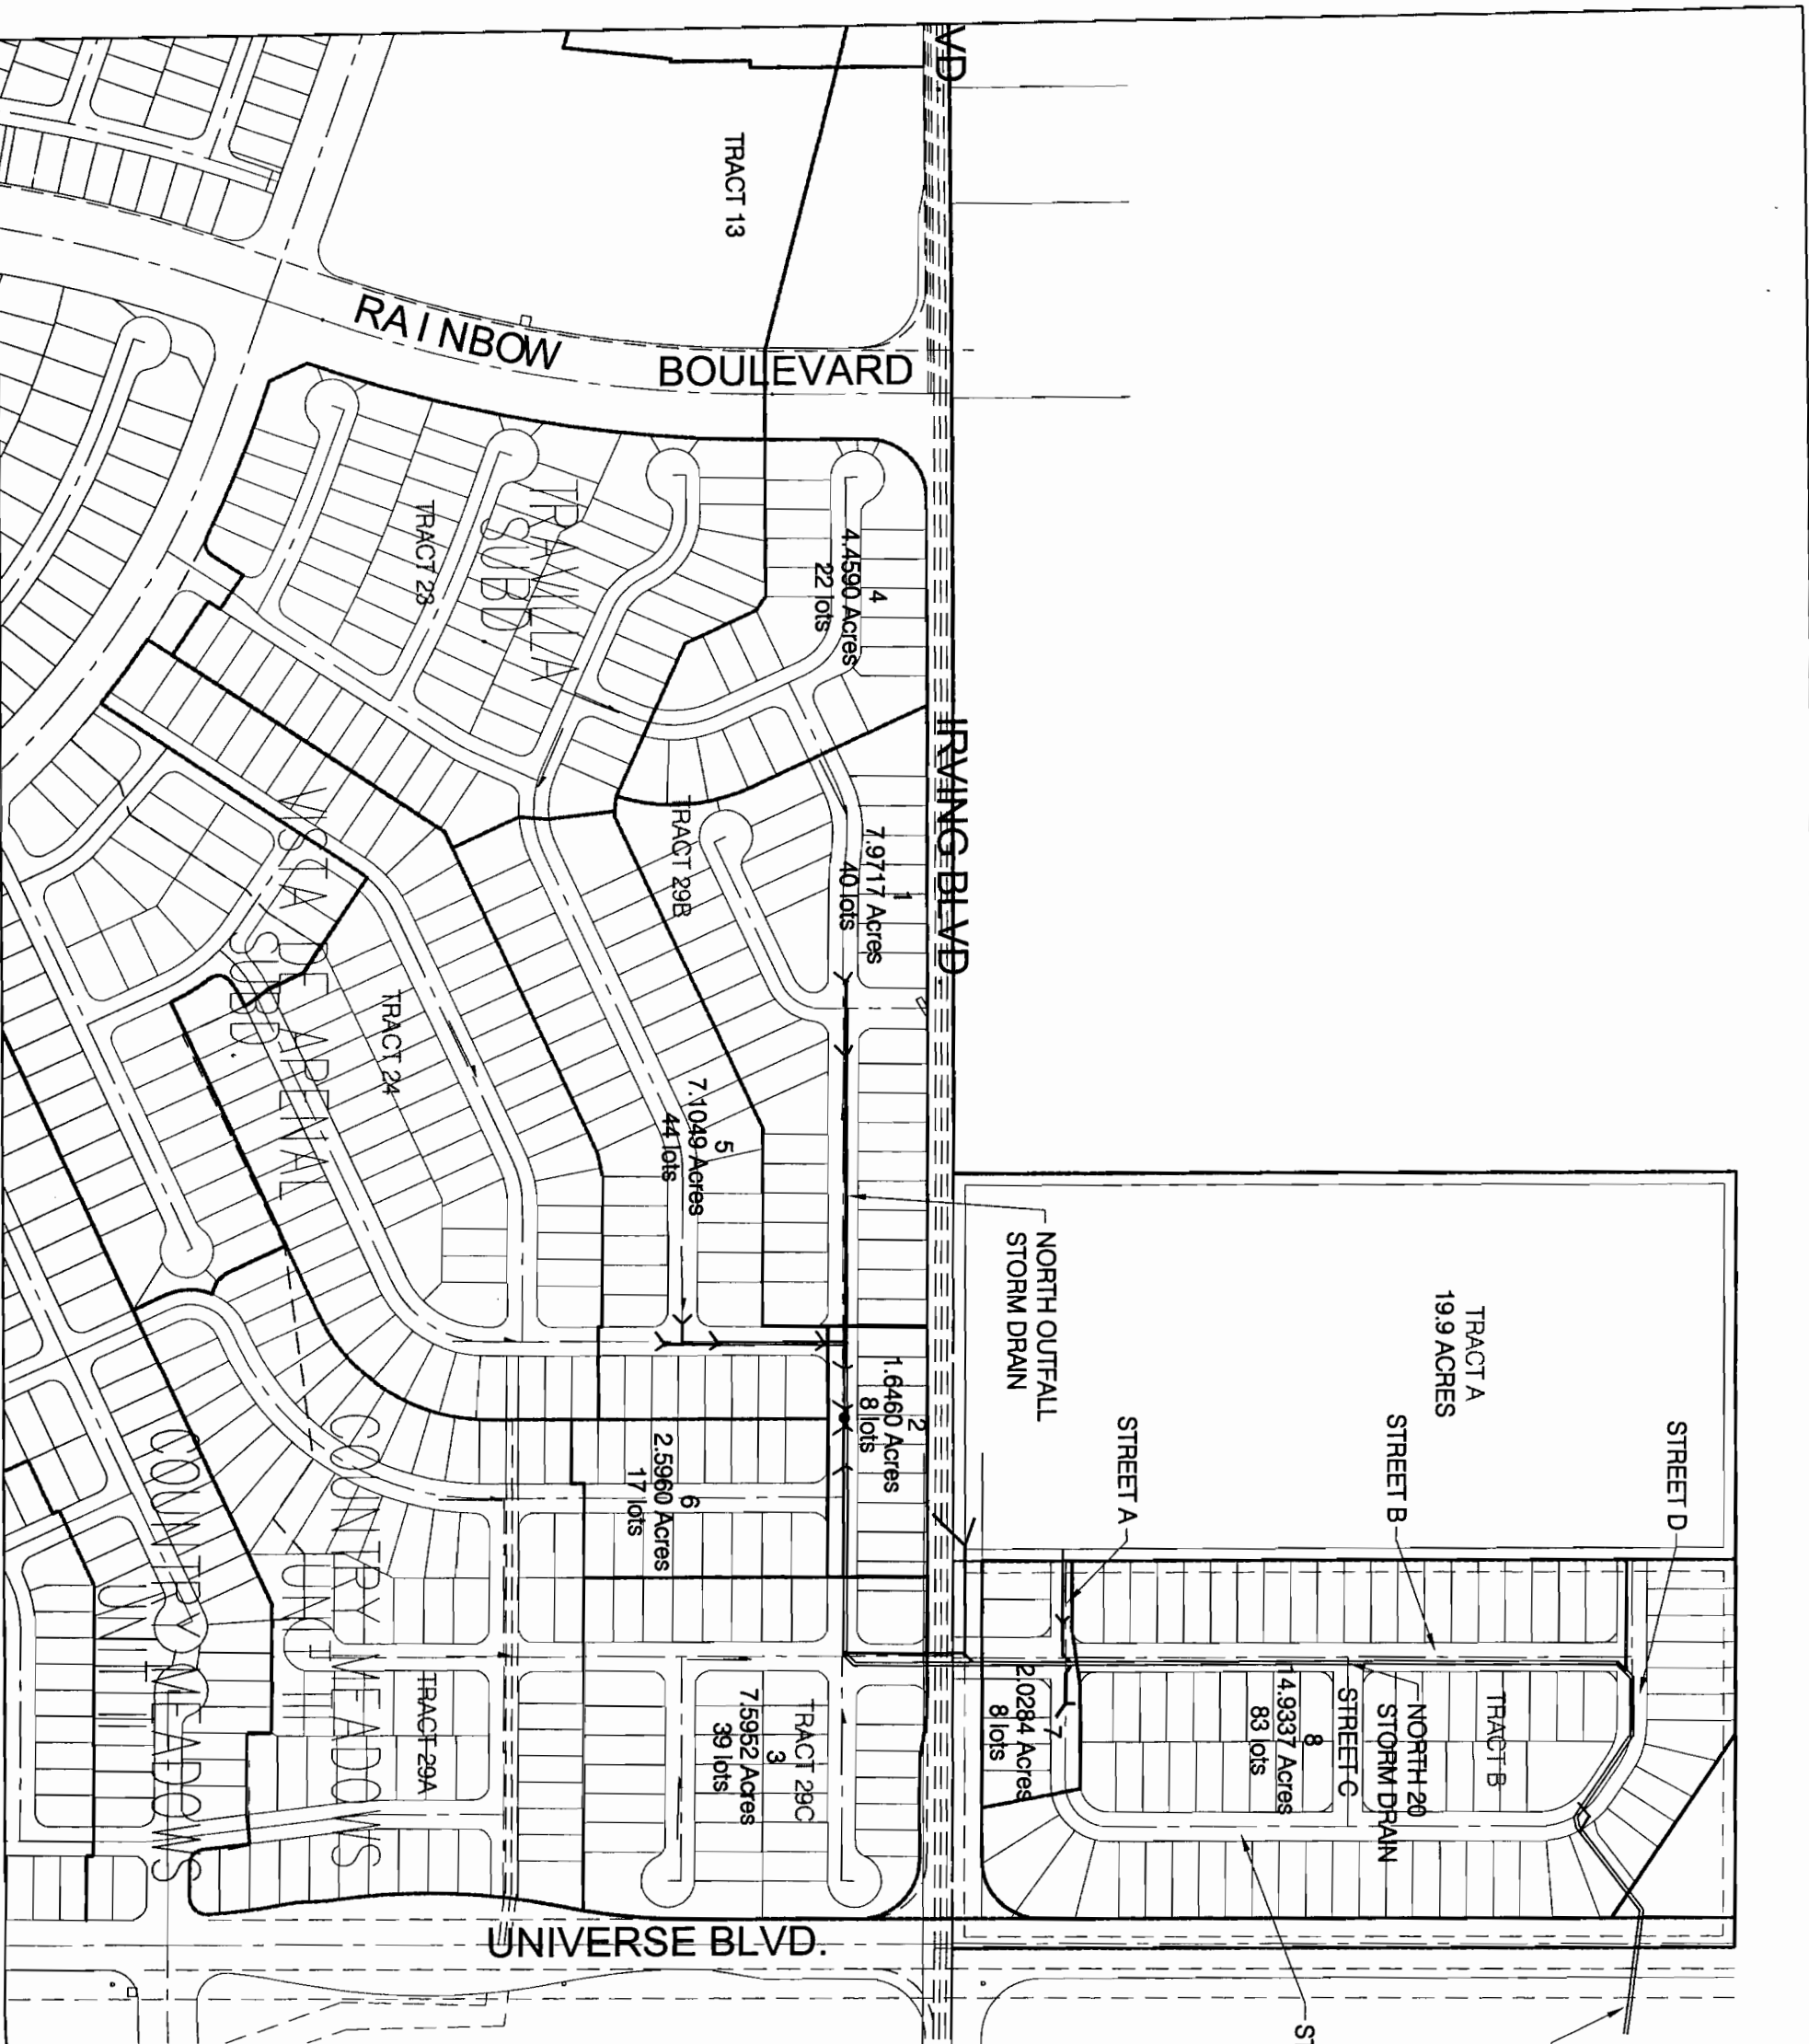 VD.
TRACT 13
RAINBOW
BOULEVARD
IRVING BLVD.
4
4.4590 Acres
22 lots
TRACT 23
TRAMLA
SUBD
1
7.9717 Acres
40 lots
TRACT 29B
VISTA DE ARENAL
SUBD
TRACT 24
5
7.1049 Acres
44 lots
NORTH OUTFALL
STORM DRAIN
TRACT A
19.9 ACRES
2
1.6460 Acres
8 lots
STREET A
STREET B
STREET D
6
2.5960 Acres
17 lots
COUNTRY MEADOWS
UNIT II
COUNTRY MEADOWS
UNIT I
TRACT 29A
TRACT 29C
3
7.5952 Acres
39 lots
7
2.0284 Acres
8 lots
8
14.9337 Acres
83 lots
STREET C
NORTH 20
STORM DRAIN
TRACT B
UNIVERSE BLVD.